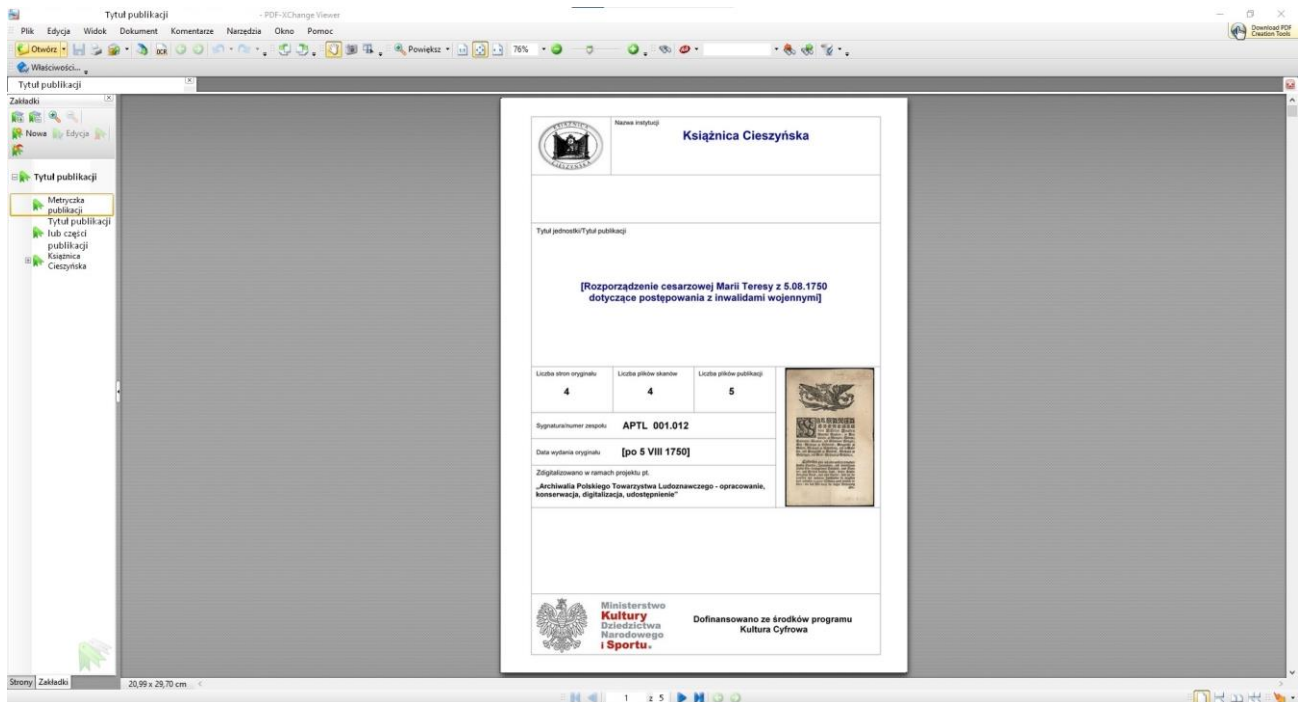 Tytuł publikacji - PDF-XChange Viewer
Plik Edycja Widok Dokument Komentarze Narzędzia Okno Pomoc
Download PDF
Creation Tools
Otwórz OCR Powiększ 76%
Właściwości...
Tytuł publikacji
Zakładki
Nowa Edycja
Tytuł publikacji
Metryczka
publikacji
Tytuł publikacji
lub części
publikacji
Książnica
Cieszyńska
KSIĄŻNICA
CIESZYŃSKA
Nazwa instytucji
Książnica Cieszyńska
Tytuł jednostki/Tytuł publikacji
[Rozporządzenie cesarzowej Marii Teresy z 5.08.1750
dotyczące postępowania z inwalidami wojennymi]
Liczba stron oryginału Liczba plików skanów Liczba plików publikacji
4 4 5
Sygnatura/numer zespołu APTL 001.012
Data wydania oryginału [po 5 VIII 1750]
Zdigitalizowano w ramach projektu pt.
„Archiwalia Polskiego Towarzystwa Ludoznawczego - opracowanie,
konserwacja, digitalizacja, udostępnienie"
Ministerstwo
Kultury
Dziedzictwa
Narodowego
i Sportu.
Dofinansowano ze środków programu
Kultura Cyfrowa
Strony Zakładki 20,99 x 29,70 cm
1 z 5